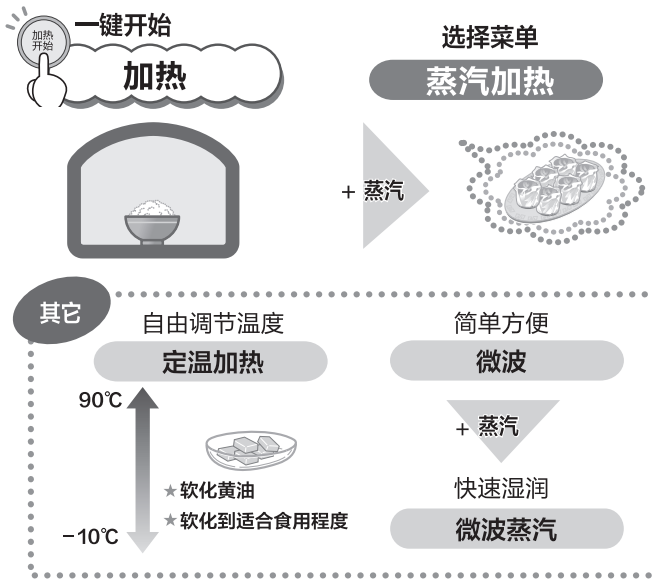 加热
开始
一键开始
加热
选择菜单
蒸汽加热
+ 蒸汽
其它
自由调节温度
定温加热
90℃
-10℃
★软化黄油
★软化到适合食用程度
简单方便
微波
+ 蒸汽
快速湿润
微波蒸汽